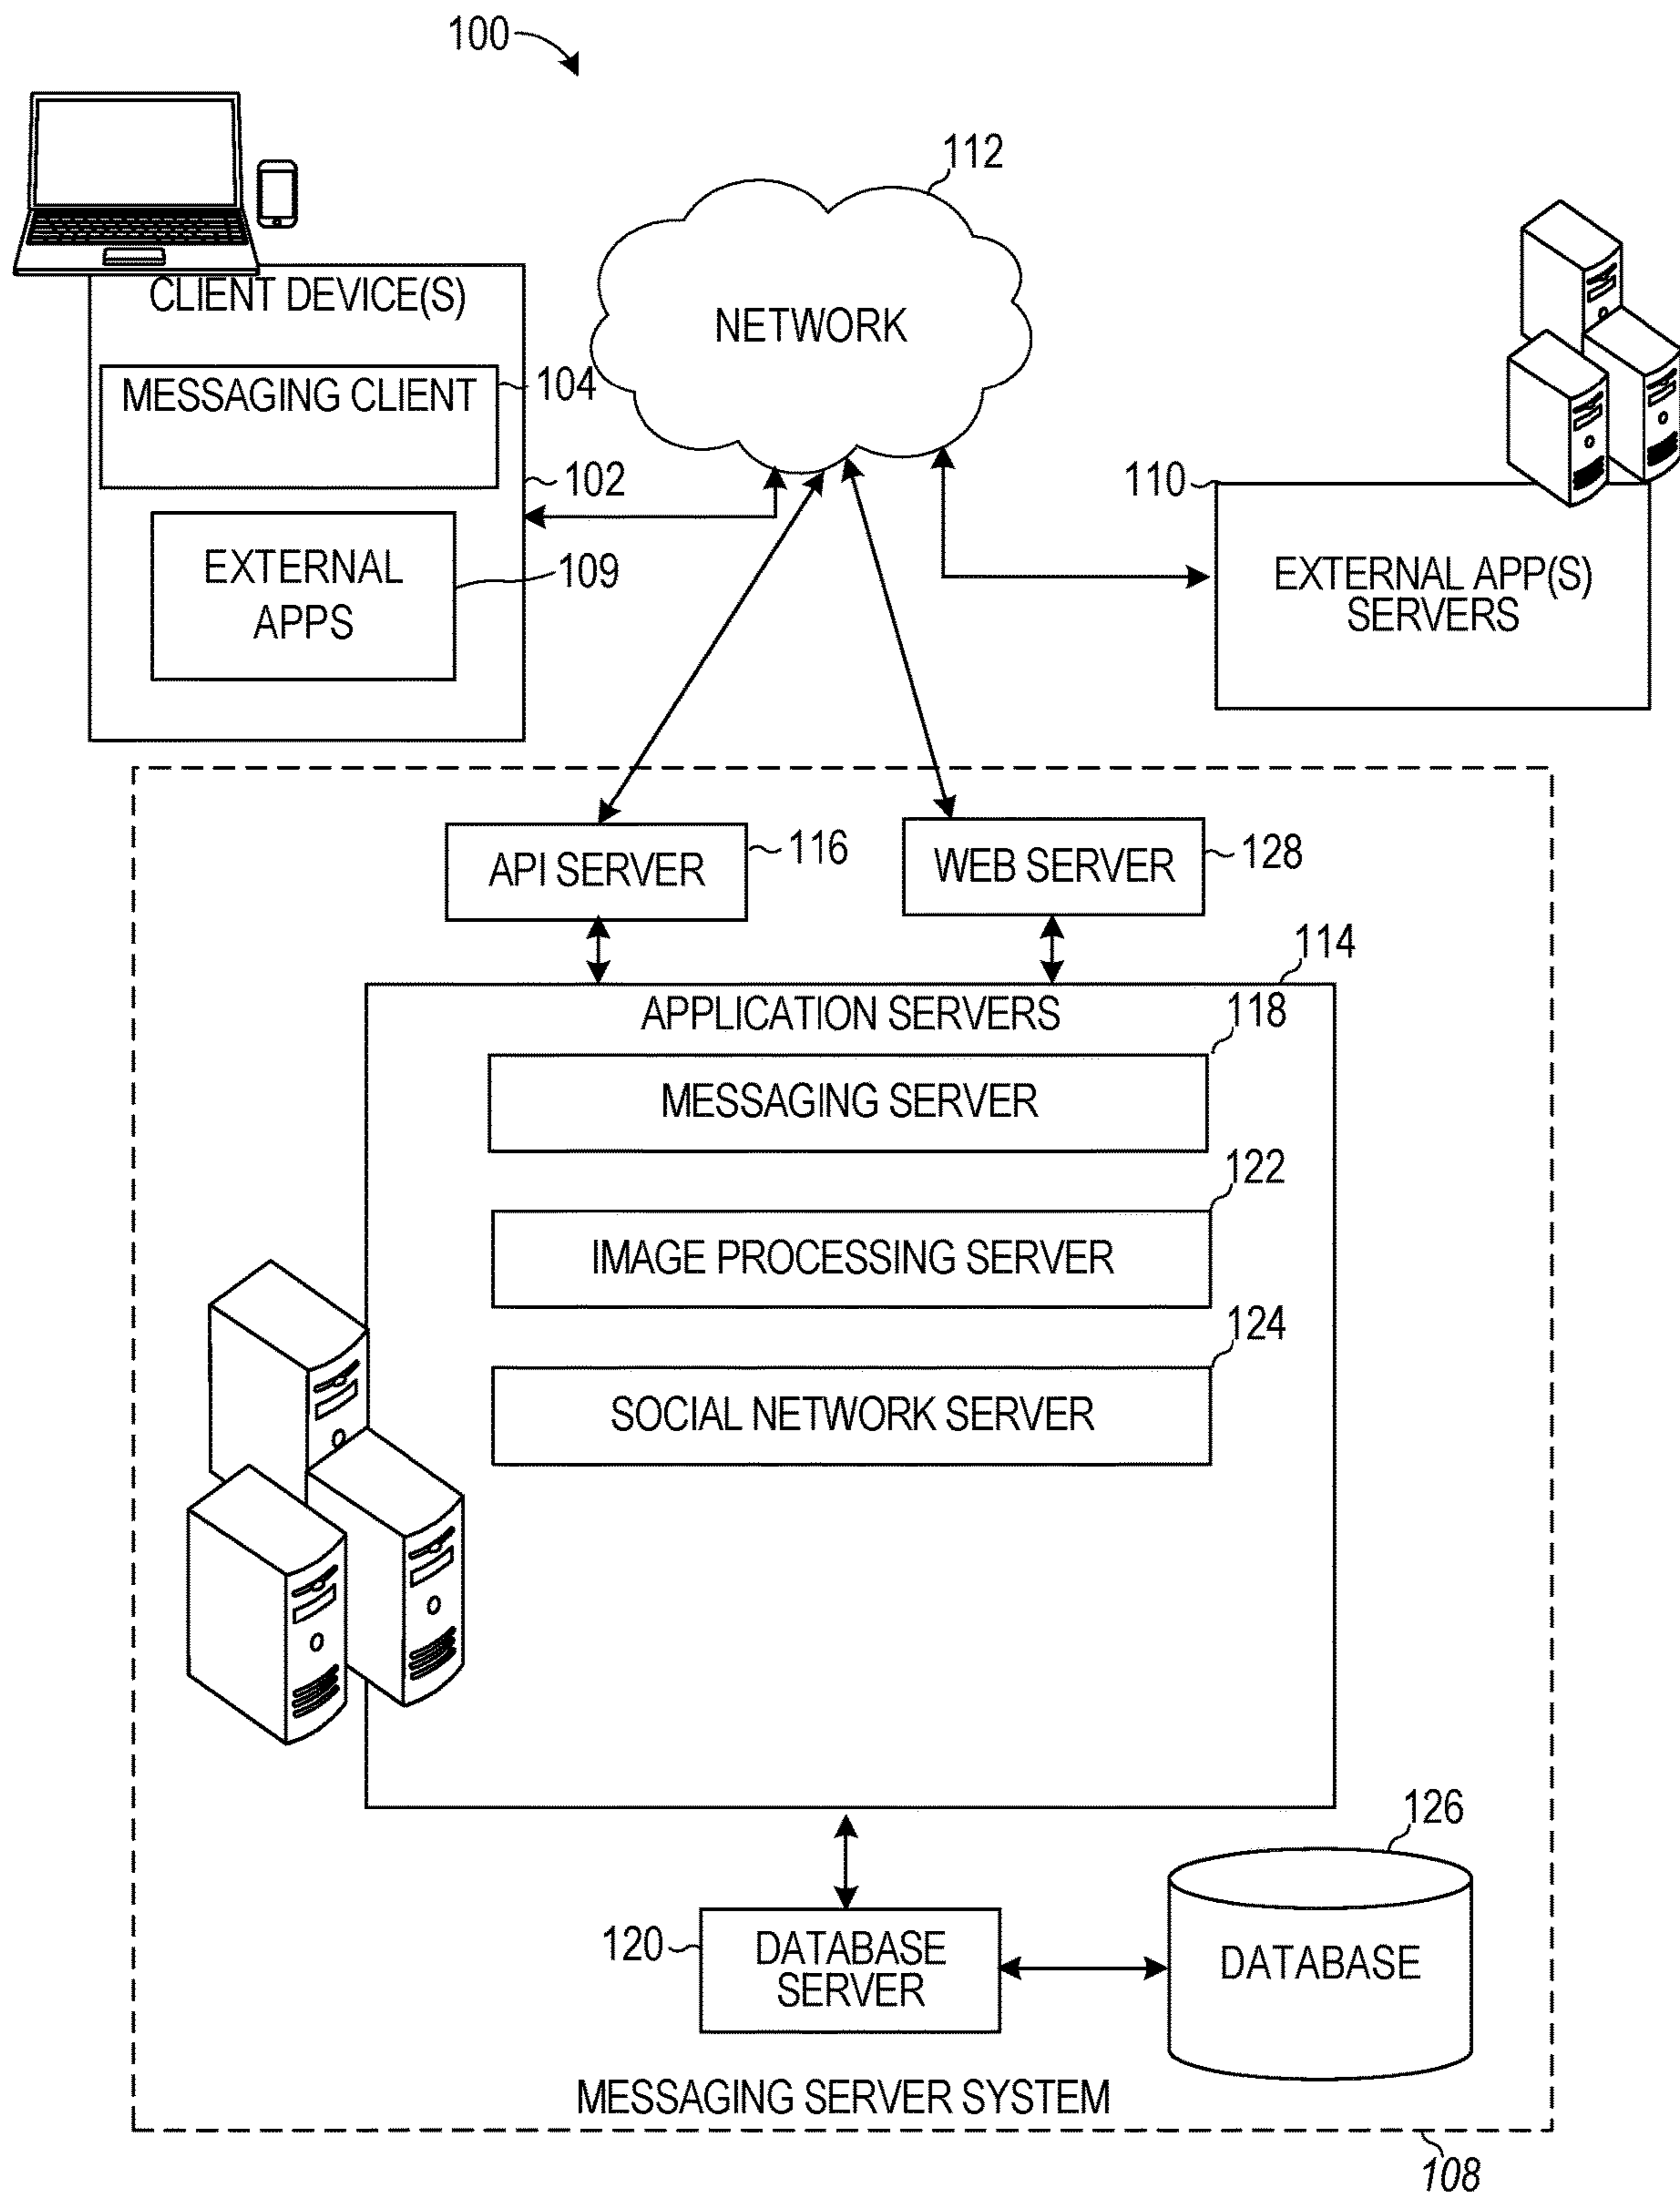 100
112
CLIENT DEVICE(S)
NETWORK
MESSAGING CLIENT
104
102
110
EXTERNAL
APPS
109
EXTERNAL APP(S)
SERVERS
API SERVER
116
WEB SERVER
128
114
APPLICATION SERVERS
118
MESSAGING SERVER
122
IMAGE PROCESSING SERVER
124
SOCIAL NETWORK SERVER
126
120
DATABASE
SERVER
DATABASE
MESSAGING SERVER SYSTEM
108